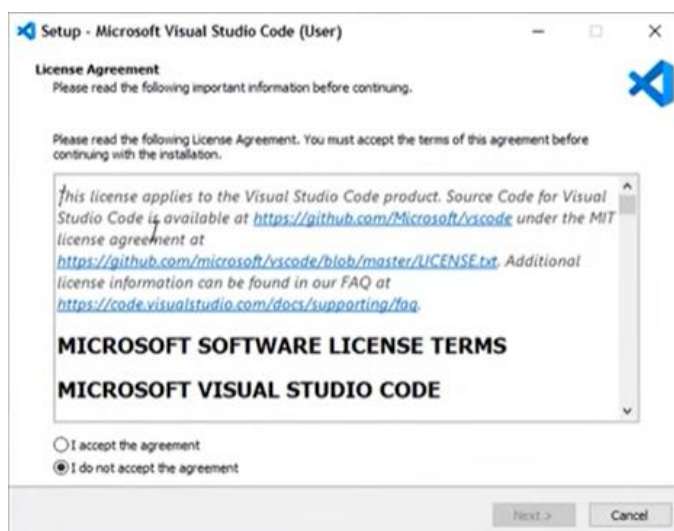 Setup - Microsoft Visual Studio Code (User)
License Agreement
Please read the following important information before continuing.
Please read the following License Agreement. You must accept the terms of this agreement before
continuing with the installation.
This license applies to the Visual Studio Code product. Source Code for Visual
Studio Code is available at https://github.com/Microsoft/vscode under the MIT
license agreement at
https://github.com/microsoft/vscode/blob/master/LICENSE.txt. Additional
license information can be found in our FAQ at
https://code.visualstudio.com/docs/supporting/faq.
MICROSOFT SOFTWARE LICENSE TERMS
MICROSOFT VISUAL STUDIO CODE
I accept the agreement
I do not accept the agreement
Next >
Cancel